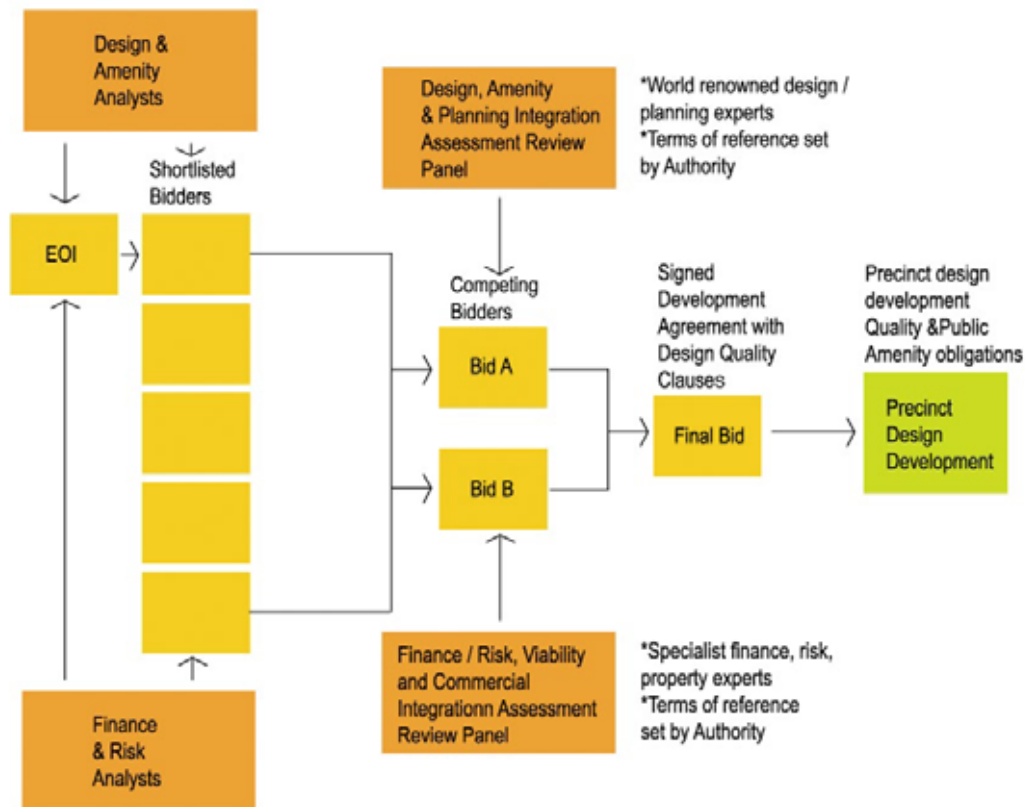 Design &
Amenity
Analysts
Shortlisted
Bidders
EOI
Finance
& Risk
Analysts
Design, Amenity
& Planning Integration
Assessment Review
Panel
*World renowned design /
planning experts
*Terms of reference set
by Authority
Competing
Bidders
Bid A
Bid B
Finance / Risk, Viability
and Commercial
Integrationn Assessment
Review Panel
*Specialist finance, risk,
property experts
*Terms of reference
set by Authority
Signed
Development
Agreement with
Design Quality
Clauses
Final Bid
Precinct design
development
Quality &Public
Amenity obligations
Precinct
Design
Development